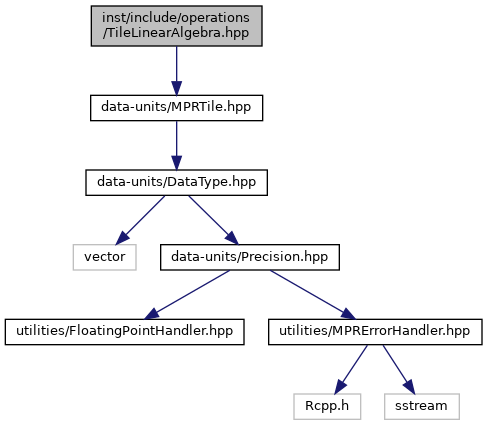 inst/include/operations
/TileLinearAlgebra.hpp
data-units/MPRTile.hpp
data-units/DataType.hpp
vector
data-units/Precision.hpp
utilities/FloatingPointHandler.hpp
utilities/MPRErrorHandler.hpp
Rcpp.h
sstream